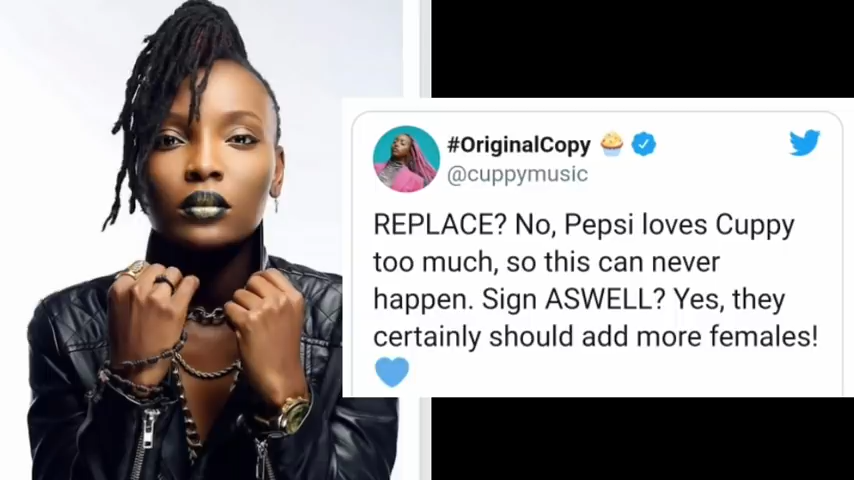 #OriginalCopy
@cuppymusic
REPLACE? No, Pepsi loves Cuppy
too much, so this can never
happen. Sign ASWELL? Yes, they
certainly should add more females!